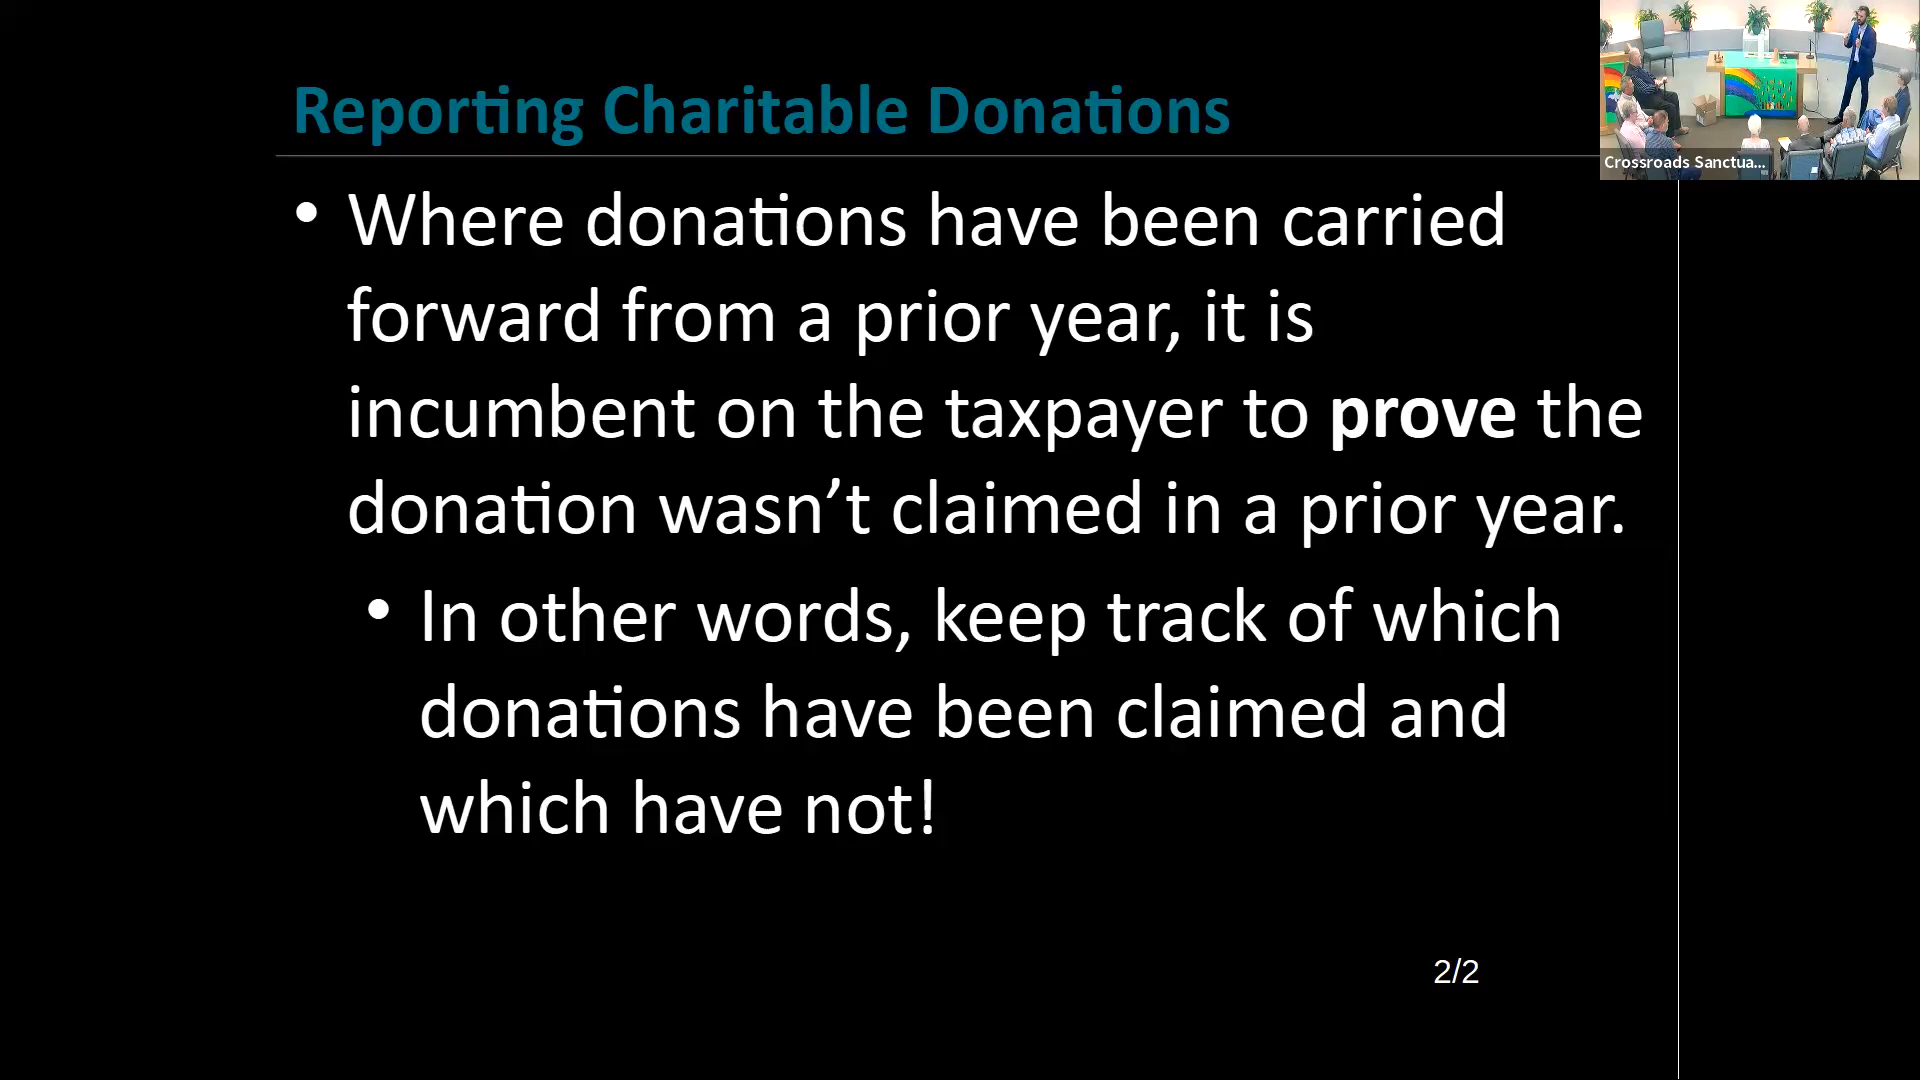 Reporting Charitable Donations
Crossroads Sanctua...
• Where donations have been carried
forward from a prior year, it is
incumbent on the taxpayer to prove the
donation wasn’t claimed in a prior year.
• In other words, keep track of which
donations have been claimed and
which have not!
2/2